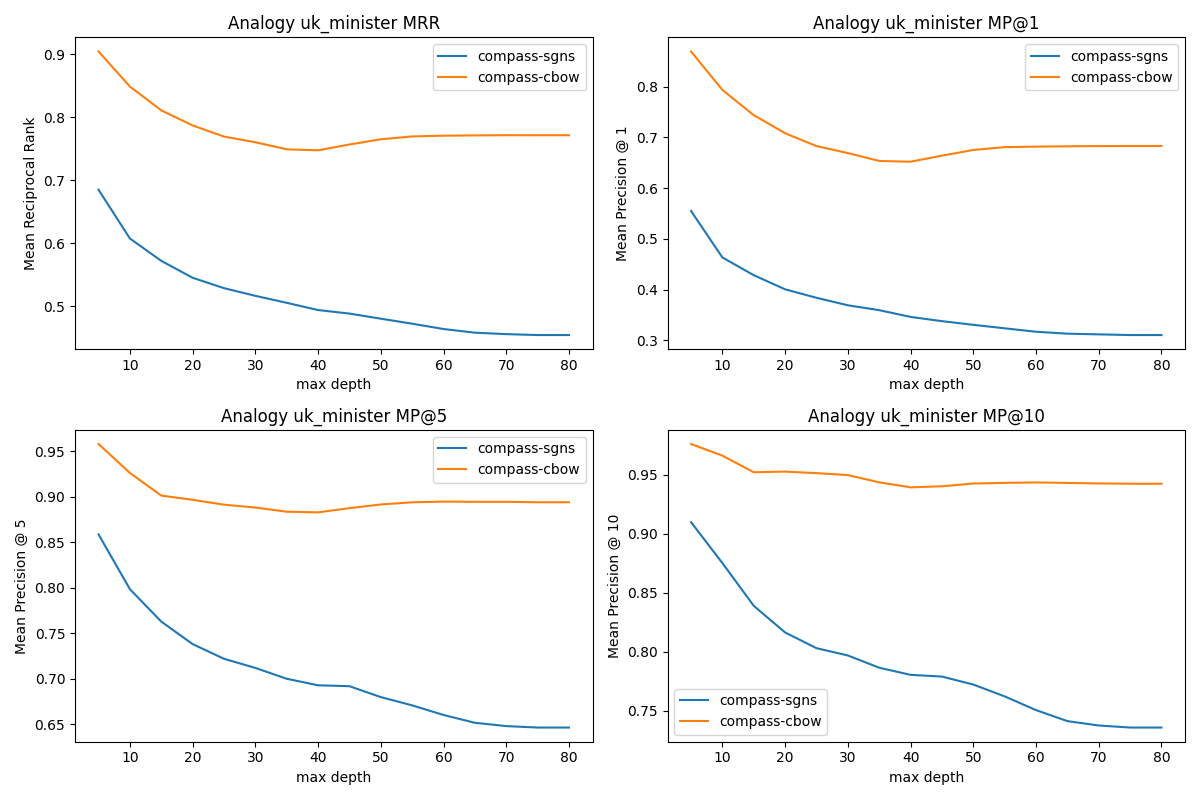 Analogy uk_minister MRR
compass-sgns
compass-cbow
Mean Reciprocal Rank
0.9
0.8
0.7
0.6
0.5
10 20 30 40 50 60 70 80
max depth
Analogy uk_minister MP@1
compass-sgns
compass-cbow
Mean Precision @ 1
0.8
0.7
0.6
0.5
0.4
0.3
10 20 30 40 50 60 70 80
max depth
Analogy uk_minister MP@5
compass-sgns
compass-cbow
Mean Precision @ 5
0.95
0.90
0.85
0.80
0.75
0.70
0.65
10 20 30 40 50 60 70 80
max depth
Analogy uk_minister MP@10
Mean Precision @ 10
0.95
0.90
0.85
0.80
0.75
compass-sgns
compass-cbow
10 20 30 40 50 60 70 80
max depth